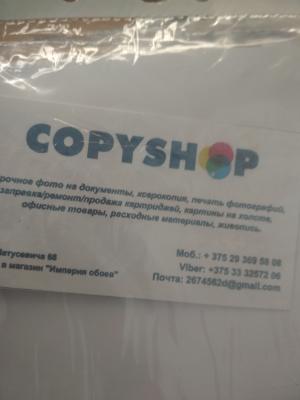 COPYSHOP
рочное фото на документы, ксерокопия, печать фотографий,
заправка/ремонт/продажа картриджей, картины на холсте,
офисные товары, расходные материалы, живопись.
Матусевича 68
в магазин "Империя обоев"
Моб.: + 375 29 369 58 08
Viber: +375 33 32572 06
Почта: 2674562d@gmail.com